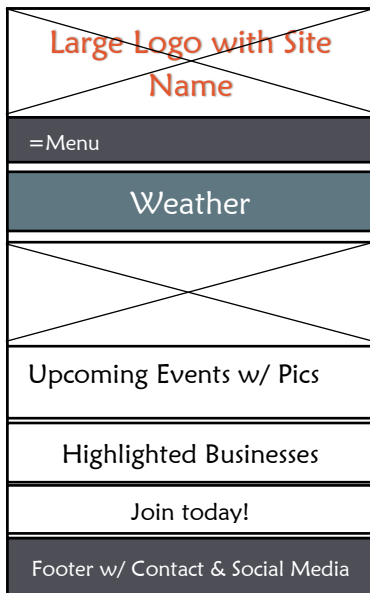 Large Logo with Site
Name
=Menu
Weather
Upcoming Events w/ Pics
Highlighted Businesses
Join today!
Footer w/ Contact & Social Media